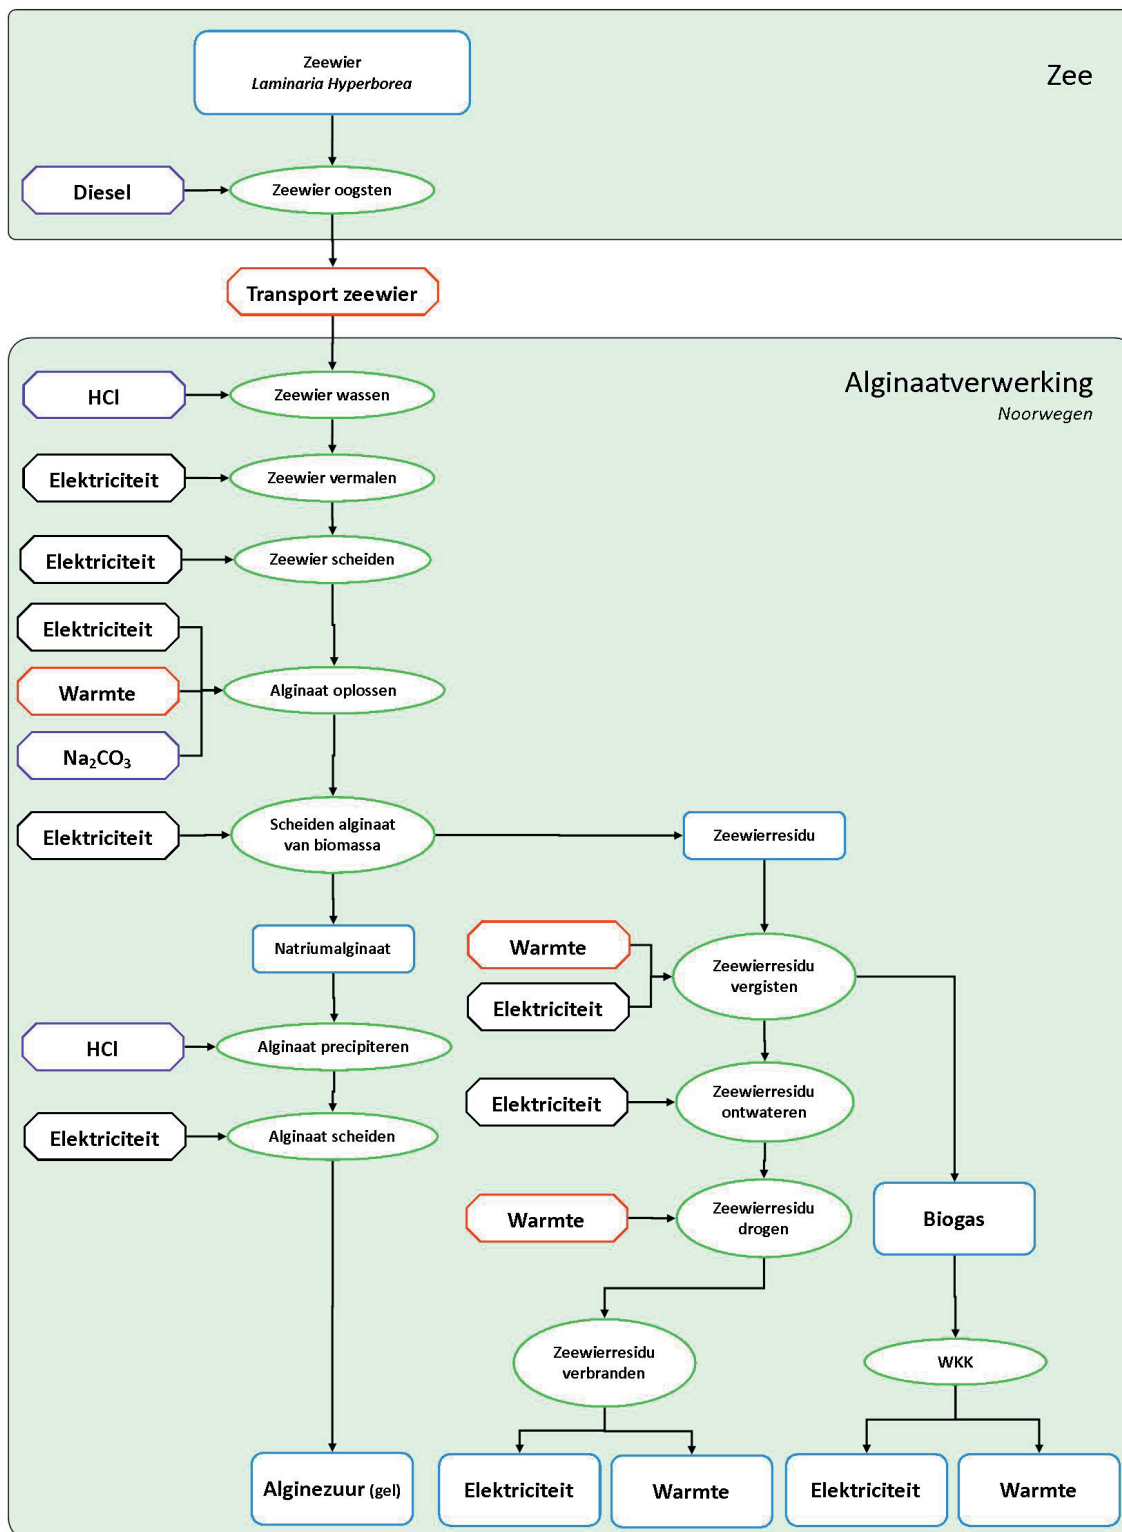 Zee
Zeewier
Laminaria Hyperborea
Diesel
Zeewier oogsten
Transport zeewier
Alginaatverwerking
Noorwegen
HCl
Zeewier wassen
Elektriciteit
Zeewier vermalen
Elektriciteit
Zeewier scheiden
Elektriciteit
Warmte
Alginaat oplossen
Na₂CO₃
Elektriciteit
Scheiden alginaat
van biomassa
Zeewierresidu
Natriumalginaat
Warmte
Elektriciteit
Zeewierresidu
vergisten
HCl
Alginaat precipiteren
Elektriciteit
Zeewierresidu
ontwateren
Elektriciteit
Alginaat scheiden
Warmte
Zeewierresidu
drogen
Biogas
Zeewierresidu
verbranden
WKK
Alginezuur (gel)
Elektriciteit
Warmte
Elektriciteit
Warmte